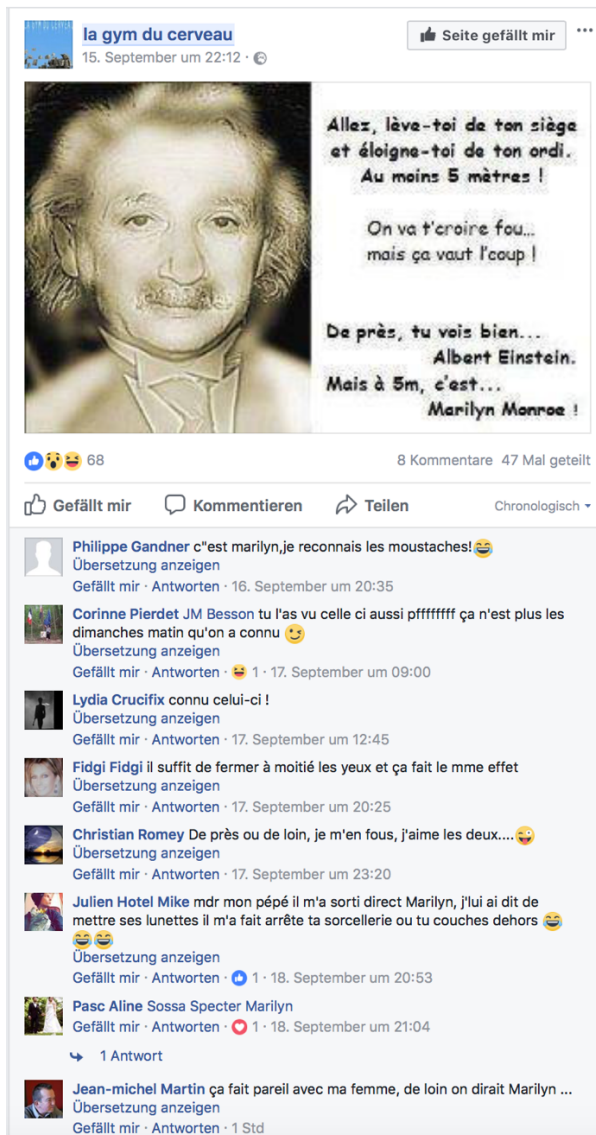 la gym du cerveau
15. September um 22:12 ·
Seite gefällt mir
...
Allez, lève-toi de ton siège
et éloigne-toi de ton ordi.
Au moins 5 mètres !
On va t'croire fou...
mais ça vaut l'coup !
De près, tu vois bien...
Albert Einstein.
Mais à 5m, c'est...
Marilyn Monroe !
68
8 Kommentare 47 Mal geteilt
Gefällt mir Kommentieren Teilen Chronologisch
Philippe Gandner c"est marilyn,je reconnais les moustaches!😂
Übersetzung anzeigen
Gefällt mir · Antworten · 16. September um 20:35
Corinne Pierdet JM Besson tu l'as vu celle ci aussi pffffffff ça n'est plus les
dimanches matin qu'on a connu 😉
Übersetzung anzeigen
Gefällt mir · Antworten · 😆 1 · 17. September um 09:00
Lydia Crucifix connu celui-ci !
Übersetzung anzeigen
Gefällt mir · Antworten · 17. September um 12:45
Fidgi Fidgi il suffit de fermer à moitié les yeux et ça fait le mme effet
Übersetzung anzeigen
Gefällt mir · Antworten · 17. September um 20:25
Christian Romey De près ou de loin, je m'en fous, j'aime les deux....😜
Übersetzung anzeigen
Gefällt mir · Antworten · 17. September um 23:20
Julien Hotel Mike mdr mon pépé il m'a sorti direct Marilyn, j'lui ai dit de
mettre ses lunettes il m'a fait arrête ta sorcellerie ou tu couches dehors 😂
😂😂
Übersetzung anzeigen
Gefällt mir · Antworten · 👍 1 · 18. September um 20:53
Pasc Aline Sossa Specter Marilyn
Gefällt mir · Antworten · ❤ 1 · 18. September um 21:04
1 Antwort
Jean-michel Martin ça fait pareil avec ma femme, de loin on dirait Marilyn ...
Übersetzung anzeigen
Gefällt mir · Antworten · 1 Std